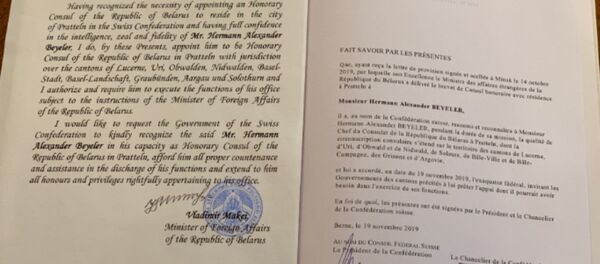 Having recognized the necessity of appointing an Honorary
Consul of the Republic of Belarus to reside in the city
of Pratteln in the Swiss Confederation and having full confidence
in the intelligence, zeal and fidelity of Mr. Hermann Alexander
Beyeler, I do, by these Presents, appoint him to be Honorary
Consul of the Republic of Belarus in Pratteln with jurisdiction
over the cantons of Lucerne, Uri, Obwalden, Nidwalden, Basel-
Stadt, Basel-Landschaft, Graubünden, Aargau und Solothurn and
I authorize and require him to execute the functions of his office
subject to the instructions of the Minister of Foreign Affairs
of the Republic of Belarus.
I would like to request the Government of the Swiss
Confederation to kindly recognize the said Mr. Hermann
Alexander Beyeler in his capacity as Honorary Consul of the
Republic of Belarus in Pratteln, afford him all proper countenance
and assistance in the discharge of his functions and extend to him
all honours and privileges rightfully appertaining to his office.
Vladimir Makei,
Minister of Foreign Affairs
of the Republic of Belarus
FAIT SAVOIR PAR LES PRÉSENTES
Que, ayant reçu la lettre de provision signée et scellée à Minsk le 14 octobre
2019, par laquelle son Excellence le Ministre des affaires étrangères de la
République du Bélarus a délivré le brevet de Consul honoraire avec résidence
à Pratteln à
Monsieur Hermann Alexander BEYELER,
il a, au nom de la Confédération suisse, reconnu et reconnaîtra à Monsieur
Hermann Alexander BEYELER, pendant la durée de sa mission, la qualité de
Chef du Consulat de la République du Bélarus à Pratteln, dont la
circonscription consulaire s'étend sur le territoire des cantons de Lucerne,
d'Uri, d'Obwald et de Nidwald, de Soleure, de Bâle-Ville et de Bâle-
Campagne, des Grisons et d'Argovie,
et lui a accordé, en date du 19 novembre 2019, l'exequatur fédéral, invitant les
Gouvernements des cantons précités à lui prêter l'appui dont il pourrait avoir
besoin dans l'exercice de ses fonctions.
En foi de quoi, les présentes ont été signées par le Président et le Chancelier
de la Confédération suisse.
Berne, le 19 novembre 2019
AU NOM DU CONSEIL FÉDÉRAL SUISSE
Le Président de la Confédération Le Chancelier de la Confédération